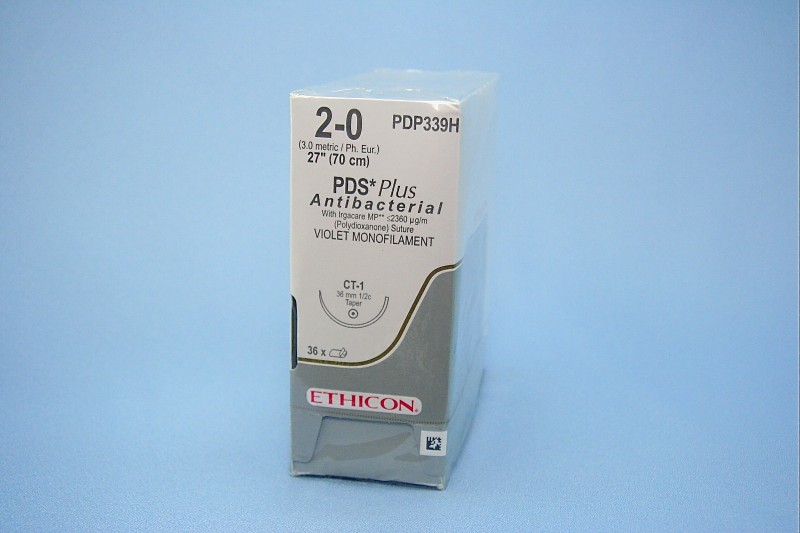 2-0
PDP339H
(3.0 metric / Ph. Eur.)
27" (70 cm)
PDS* Plus
Antibacterial
With Irgacare MP** ≤2360 µg/m
(Polydioxanone) Suture
VIOLET MONOFILAMENT
CT-1
36 mm 1/2c
Taper
36 x
ETHICON